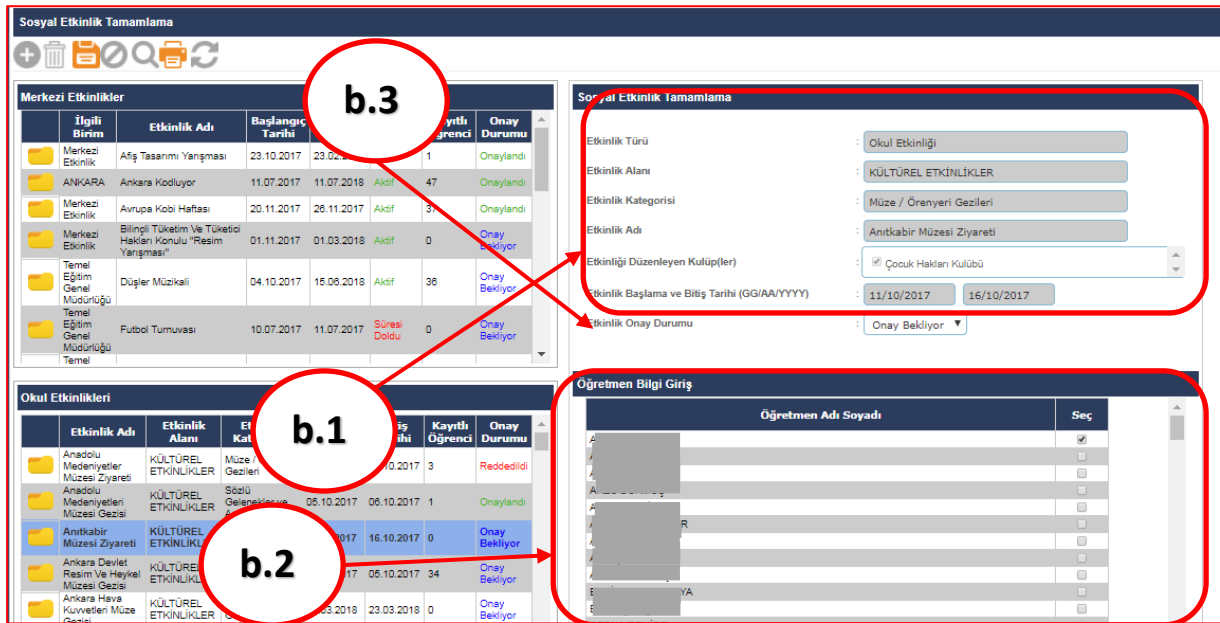 Sosyal Etkinlik Tamamlama
b.3
Merkezi Etkinlikler
İlgili Birim Etkinlik Adı Başlangıç Tarihi Onay Durumu
Merkezi Etkinlik Afiş Tasarımı Yarışması 23.10.2017 1 Onaylandı
ANKARA Ankara Kodluyor 11.07.2017 11.07.2018 Aktif 47 Onaylandı
Merkezi Etkinlik Avrupa Kobi Haftası 20.11.2017 26.11.2017 Aktif Onaylandı
Merkezi Etkinlik Bilinçli Tüketim Ve Tüketici Hakları Konulu "Resim Yarışması" 01.11.2017 01.03.2018 Aktif 0 Onay Bekliyor
Temel Eğitim Genel Müdürlüğü Düşler Müzikali 04.10.2017 15.06.2018 Aktif 36 Onay Bekliyor
Temel Eğitim Genel Müdürlüğü Futbol Turnuvası 10.07.2017 11.07.2017 Süresi Doldu 0 Onay Bekliyor
Temel
Sosyal Etkinlik Tamamlama
Etkinlik Türü : Okul Etkinliği
Etkinlik Alanı : KÜLTÜREL ETKİNLİKLER
Etkinlik Kategorisi : Müze / Örenyeri Gezileri
Etkinlik Adı : Anıtkabir Müzesi Ziyareti
Etkinliği Düzenleyen Kulüp(ler) : Çocuk Hakları Kulübü
Etkinlik Başlama ve Bitiş Tarihi (GG/AA/YYYY) : 11/10/2017 16/10/2017
Etkinlik Onay Durumu : Onay Bekliyor
b.1
Okul Etkinlikleri
Etkinlik Adı Etkinlik Alanı Kayıtlı Öğrenci Onay Durumu
Anadolu Medeniyetler Müzesi Ziyareti KÜLTÜREL ETKİNLİKLER Müze / Gezileri 3 Reddedildi
Anadolu Medeniyetleri Müzesi Gezisi KÜLTÜREL ETKİNLİKLER Sözlü Gelenekler ve 05.10.2017 06.10.2017 1 Onaylandı
Anıtkabir Müzesi Ziyareti KÜLTÜREL 16.10.2017 0 Onay Bekliyor
Ankara Devlet Resim Ve Heykel Müzesi Gezisi KÜLTÜREL 05.10.2017 34 Onay Bekliyor
Ankara Hava Kuvvetleri Müze Gezisi KÜLTÜREL ETKİNLİKLER 23.03.2018 0 Onay Bekliyor
b.2
Öğretmen Bilgi Giriş
Öğretmen Adı Soyadı Seç